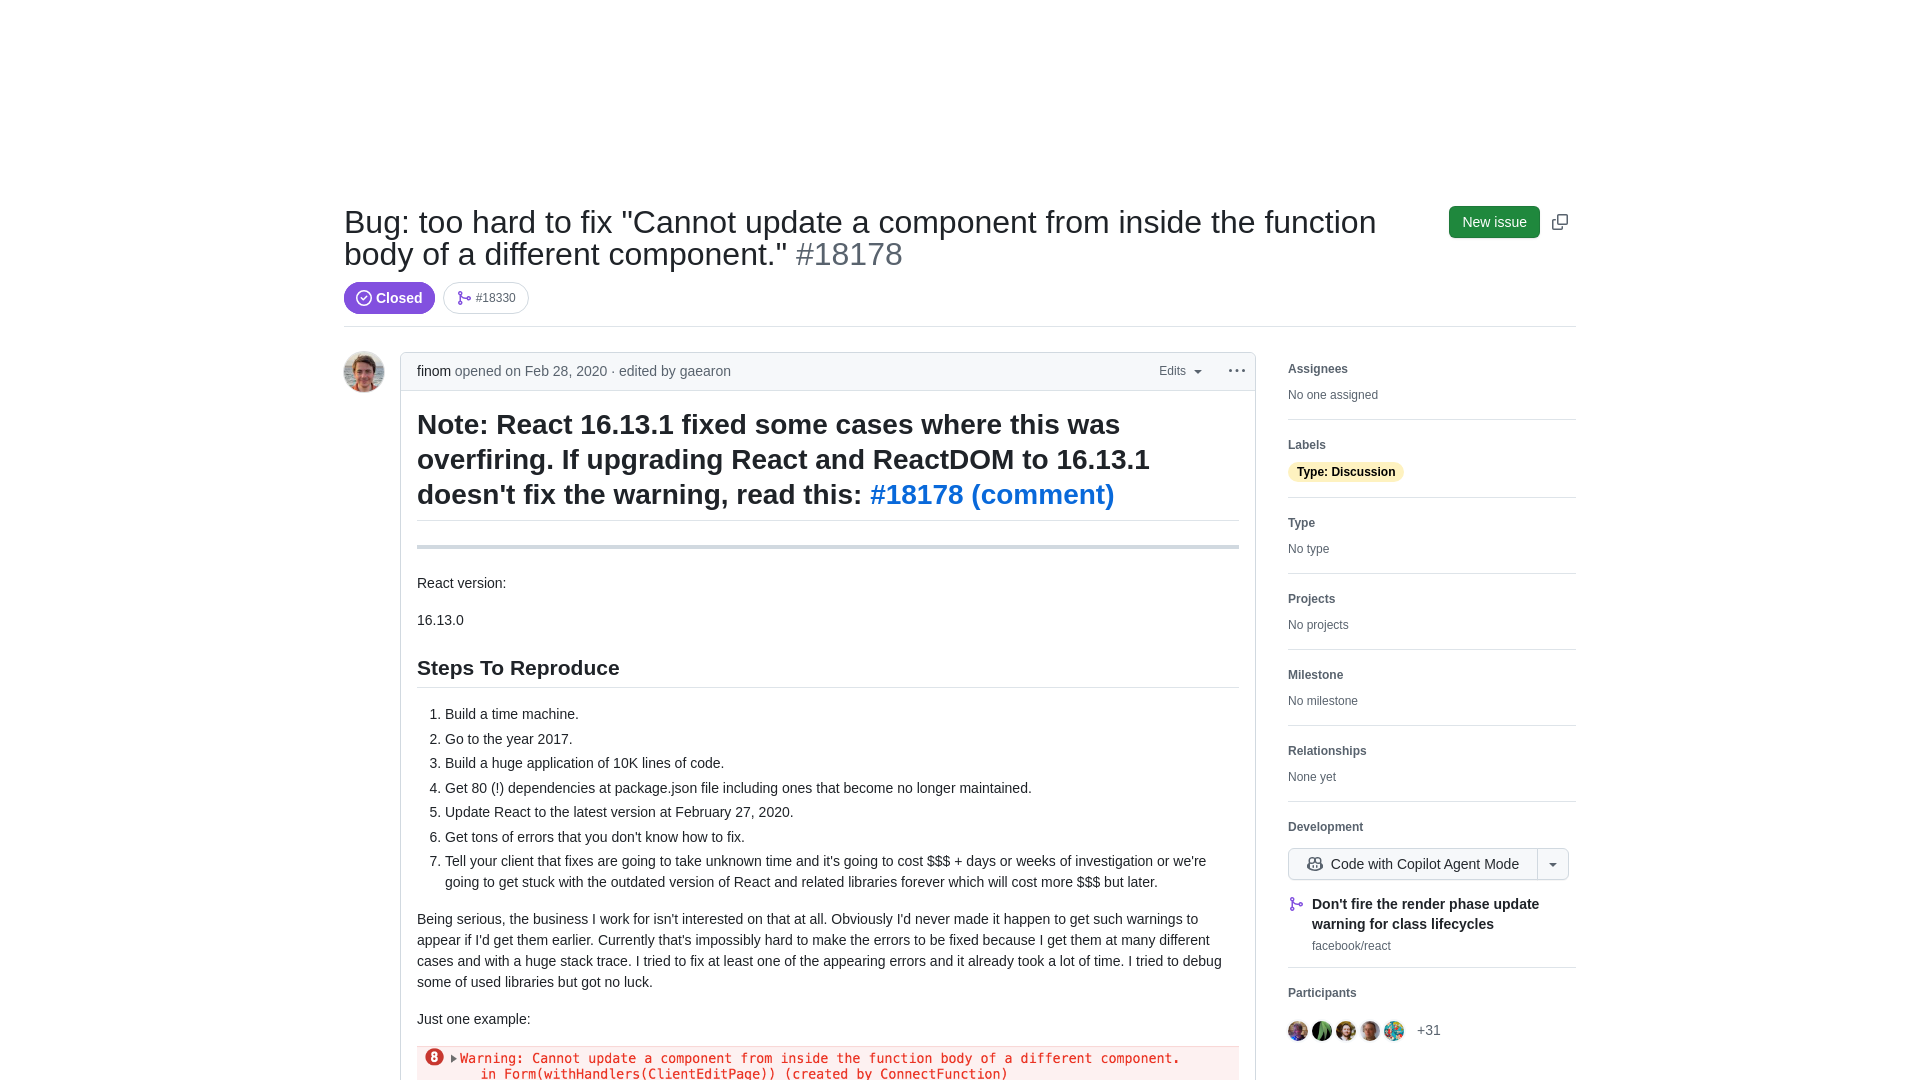 Bug: too hard to fix "Cannot update a component from inside the function
body of a different component." #18178
New issue
Closed
#18330
finom opened on Feb 28, 2020 · edited by gaearon
Edits
Note: React 16.13.1 fixed some cases where this was
overfiring. If upgrading React and ReactDOM to 16.13.1
doesn't fix the warning, read this: #18178 (comment)
React version:
16.13.0
Steps To Reproduce
1. Build a time machine.
2. Go to the year 2017.
3. Build a huge application of 10K lines of code.
4. Get 80 (!) dependencies at package.json file including ones that become no longer maintained.
5. Update React to the latest version at February 27, 2020.
6. Get tons of errors that you don't know how to fix.
7. Tell your client that fixes are going to take unknown time and it's going to cost $$$ + days or weeks of investigation or we're
going to get stuck with the outdated version of React and related libraries forever which will cost more $$$ but later.
Being serious, the business I work for isn't interested on that at all. Obviously I'd never made it happen to get such warnings to
appear if I'd get them earlier. Currently that's impossibly hard to make the errors to be fixed because I get them at many different
cases and with a huge stack trace. I tried to fix at least one of the appearing errors and it already took a lot of time. I tried to debug
some of used libraries but got no luck.
Just one example:
8 Warning: Cannot update a component from inside the function body of a different component.
in Form(withHandlers(ClientEditPage)) (created by ConnectFunction)
Assignees
No one assigned
Labels
Type: Discussion
Type
No type
Projects
No projects
Milestone
No milestone
Relationships
None yet
Development
Code with Copilot Agent Mode
Don't fire the render phase update
warning for class lifecycles
facebook/react
Participants
+31